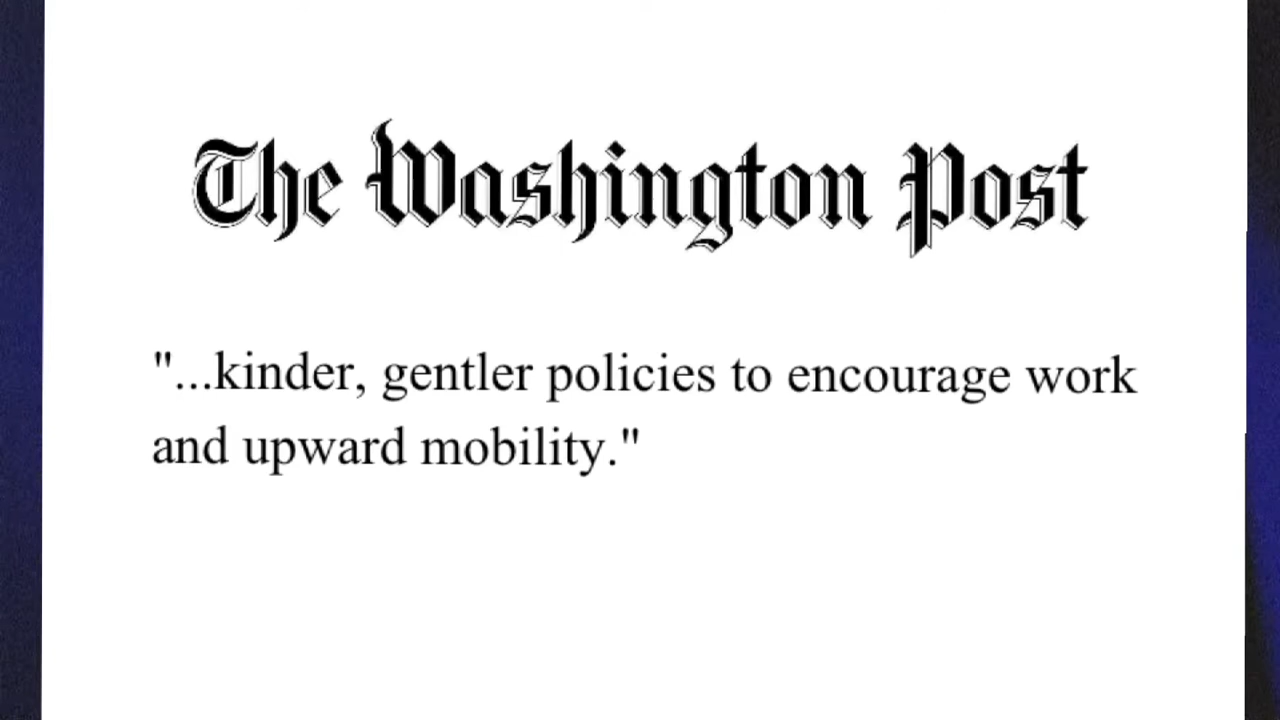 The Washington Post
"...kinder, gentler policies to encourage work
and upward mobility."